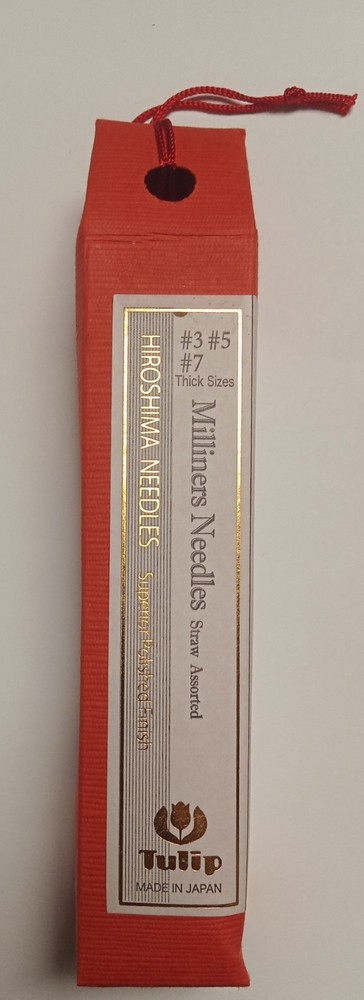 #3 #5
#7
Thick Sizes
Milliners Needles Straw Assorted
HIROSHIMA NEEDLES Superior Polished Finish
Tulip
MADE IN JAPAN